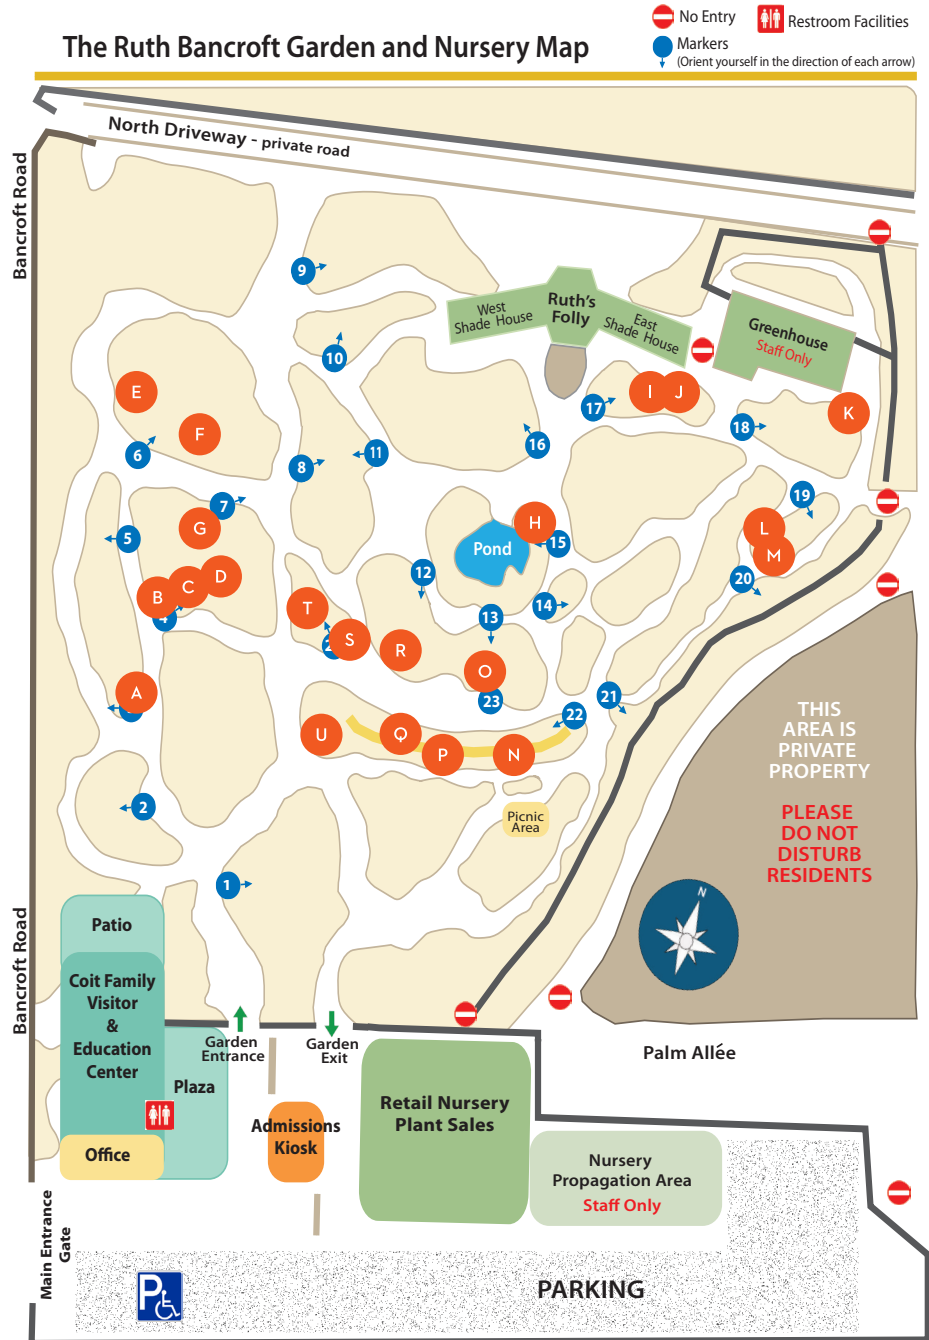 No Entry
Restroom Facilities
The Ruth Bancroft Garden and Nursery Map
Markers
(Orient yourself in the direction of each arrow)
North Driveway - private road
Bancroft Road
9
West
Shade House
Ruth's
Folly
East
Shade House
Greenhouse
Staff Only
10
E
I
J
17
K
F
18
6
11
16
8
7
19
G
H
L
5
15
Pond
M
12
D
C
B
20
4
T
14
13
S
R
O
A
21
23
22
U
Q
P
N
THIS
AREA IS
PRIVATE
PROPERTY
PLEASE
DO NOT
DISTURB
RESIDENTS
2
Picnic
Area
1
N
Patio
Bancroft Road
Coit Family
Visitor
&
Education
Center
Garden
Entrance
Garden
Exit
Palm Allée
Plaza
Retail Nursery
Plant Sales
Admissions
Kiosk
Office
Nursery
Propagation Area
Staff Only
Main Entrance
Gate
PARKING